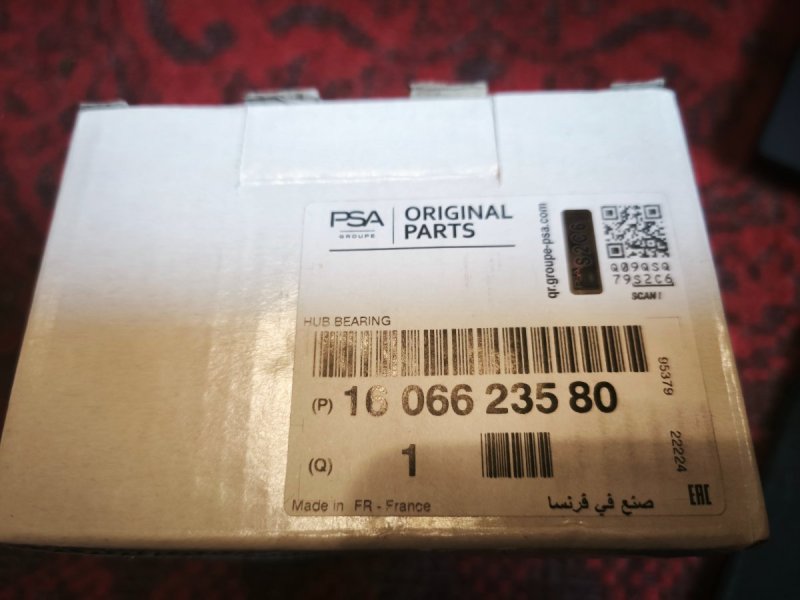 PSA
GROUPE
ORIGINAL
PARTS
qr.groupe-psa.com
Q09QSQ
79S2C6
SCAN !
HUB BEARING
(P) 16 066 235 80
95379
(Q) 1
22224
Made in FR - France
صنع في فرنسا
EAC